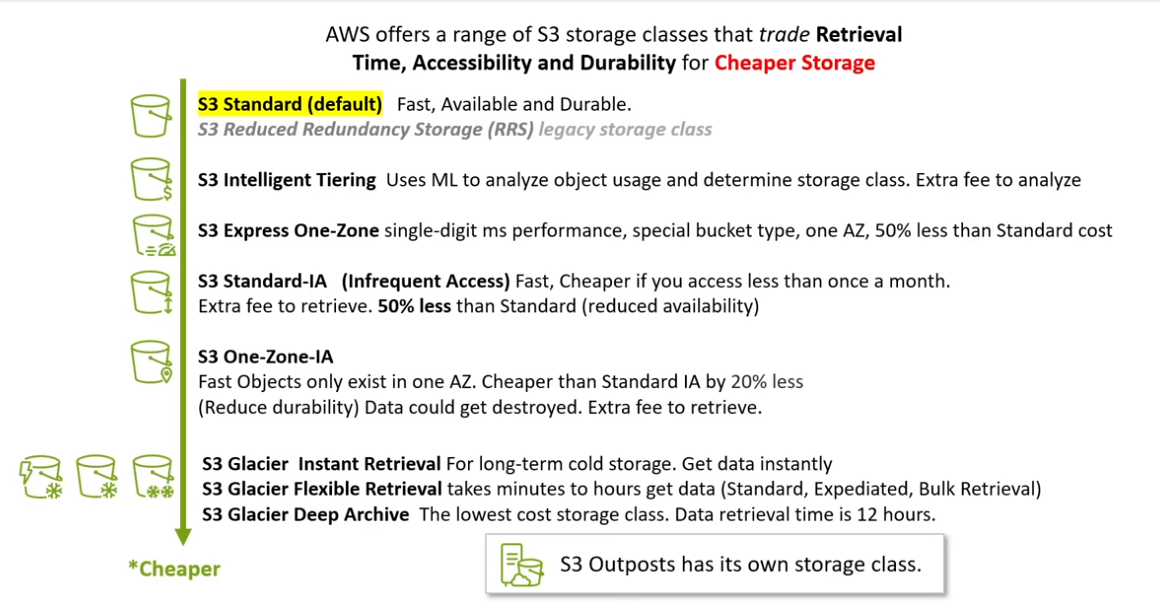 AWS offers a range of S3 storage classes that trade Retrieval
Time, Accessibility and Durability for Cheaper Storage
S3 Standard (default) Fast, Available and Durable.
S3 Reduced Redundancy Storage (RRS) legacy storage class
S3 Intelligent Tiering Uses ML to analyze object usage and determine storage class. Extra fee to analyze
S3 Express One-Zone single-digit ms performance, special bucket type, one AZ, 50% less than Standard cost
S3 Standard-IA (Infrequent Access) Fast, Cheaper if you access less than once a month.
Extra fee to retrieve. 50% less than Standard (reduced availability)
S3 One-Zone-IA
Fast Objects only exist in one AZ. Cheaper than Standard IA by 20% less
(Reduce durability) Data could get destroyed. Extra fee to retrieve.
S3 Glacier Instant Retrieval For long-term cold storage. Get data instantly
S3 Glacier Flexible Retrieval takes minutes to hours get data (Standard, Expediated, Bulk Retrieval)
S3 Glacier Deep Archive The lowest cost storage class. Data retrieval time is 12 hours.
*Cheaper
S3 Outposts has its own storage class.